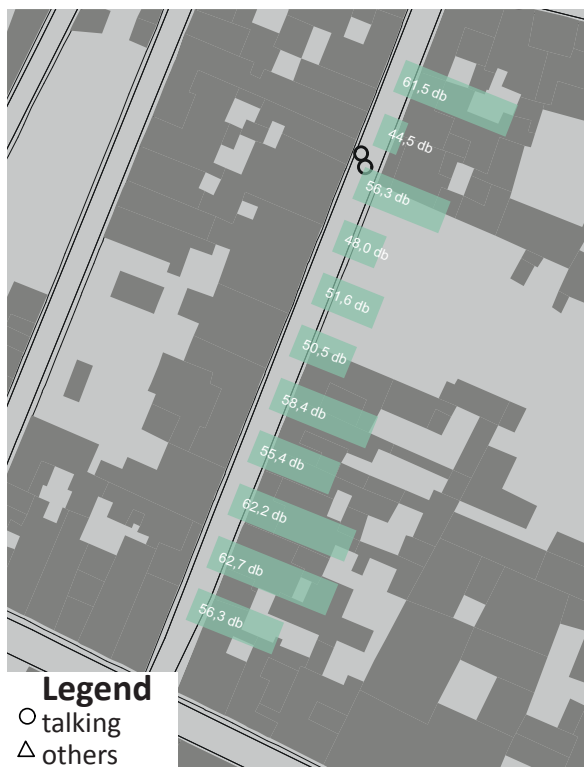 61,5 db
44,5 db
56,3 db
48,0 db
51,6 db
50,5 db
58,4 db
55,4 db
62,2 db
62,7 db
56,3 db
Legend
talking
others